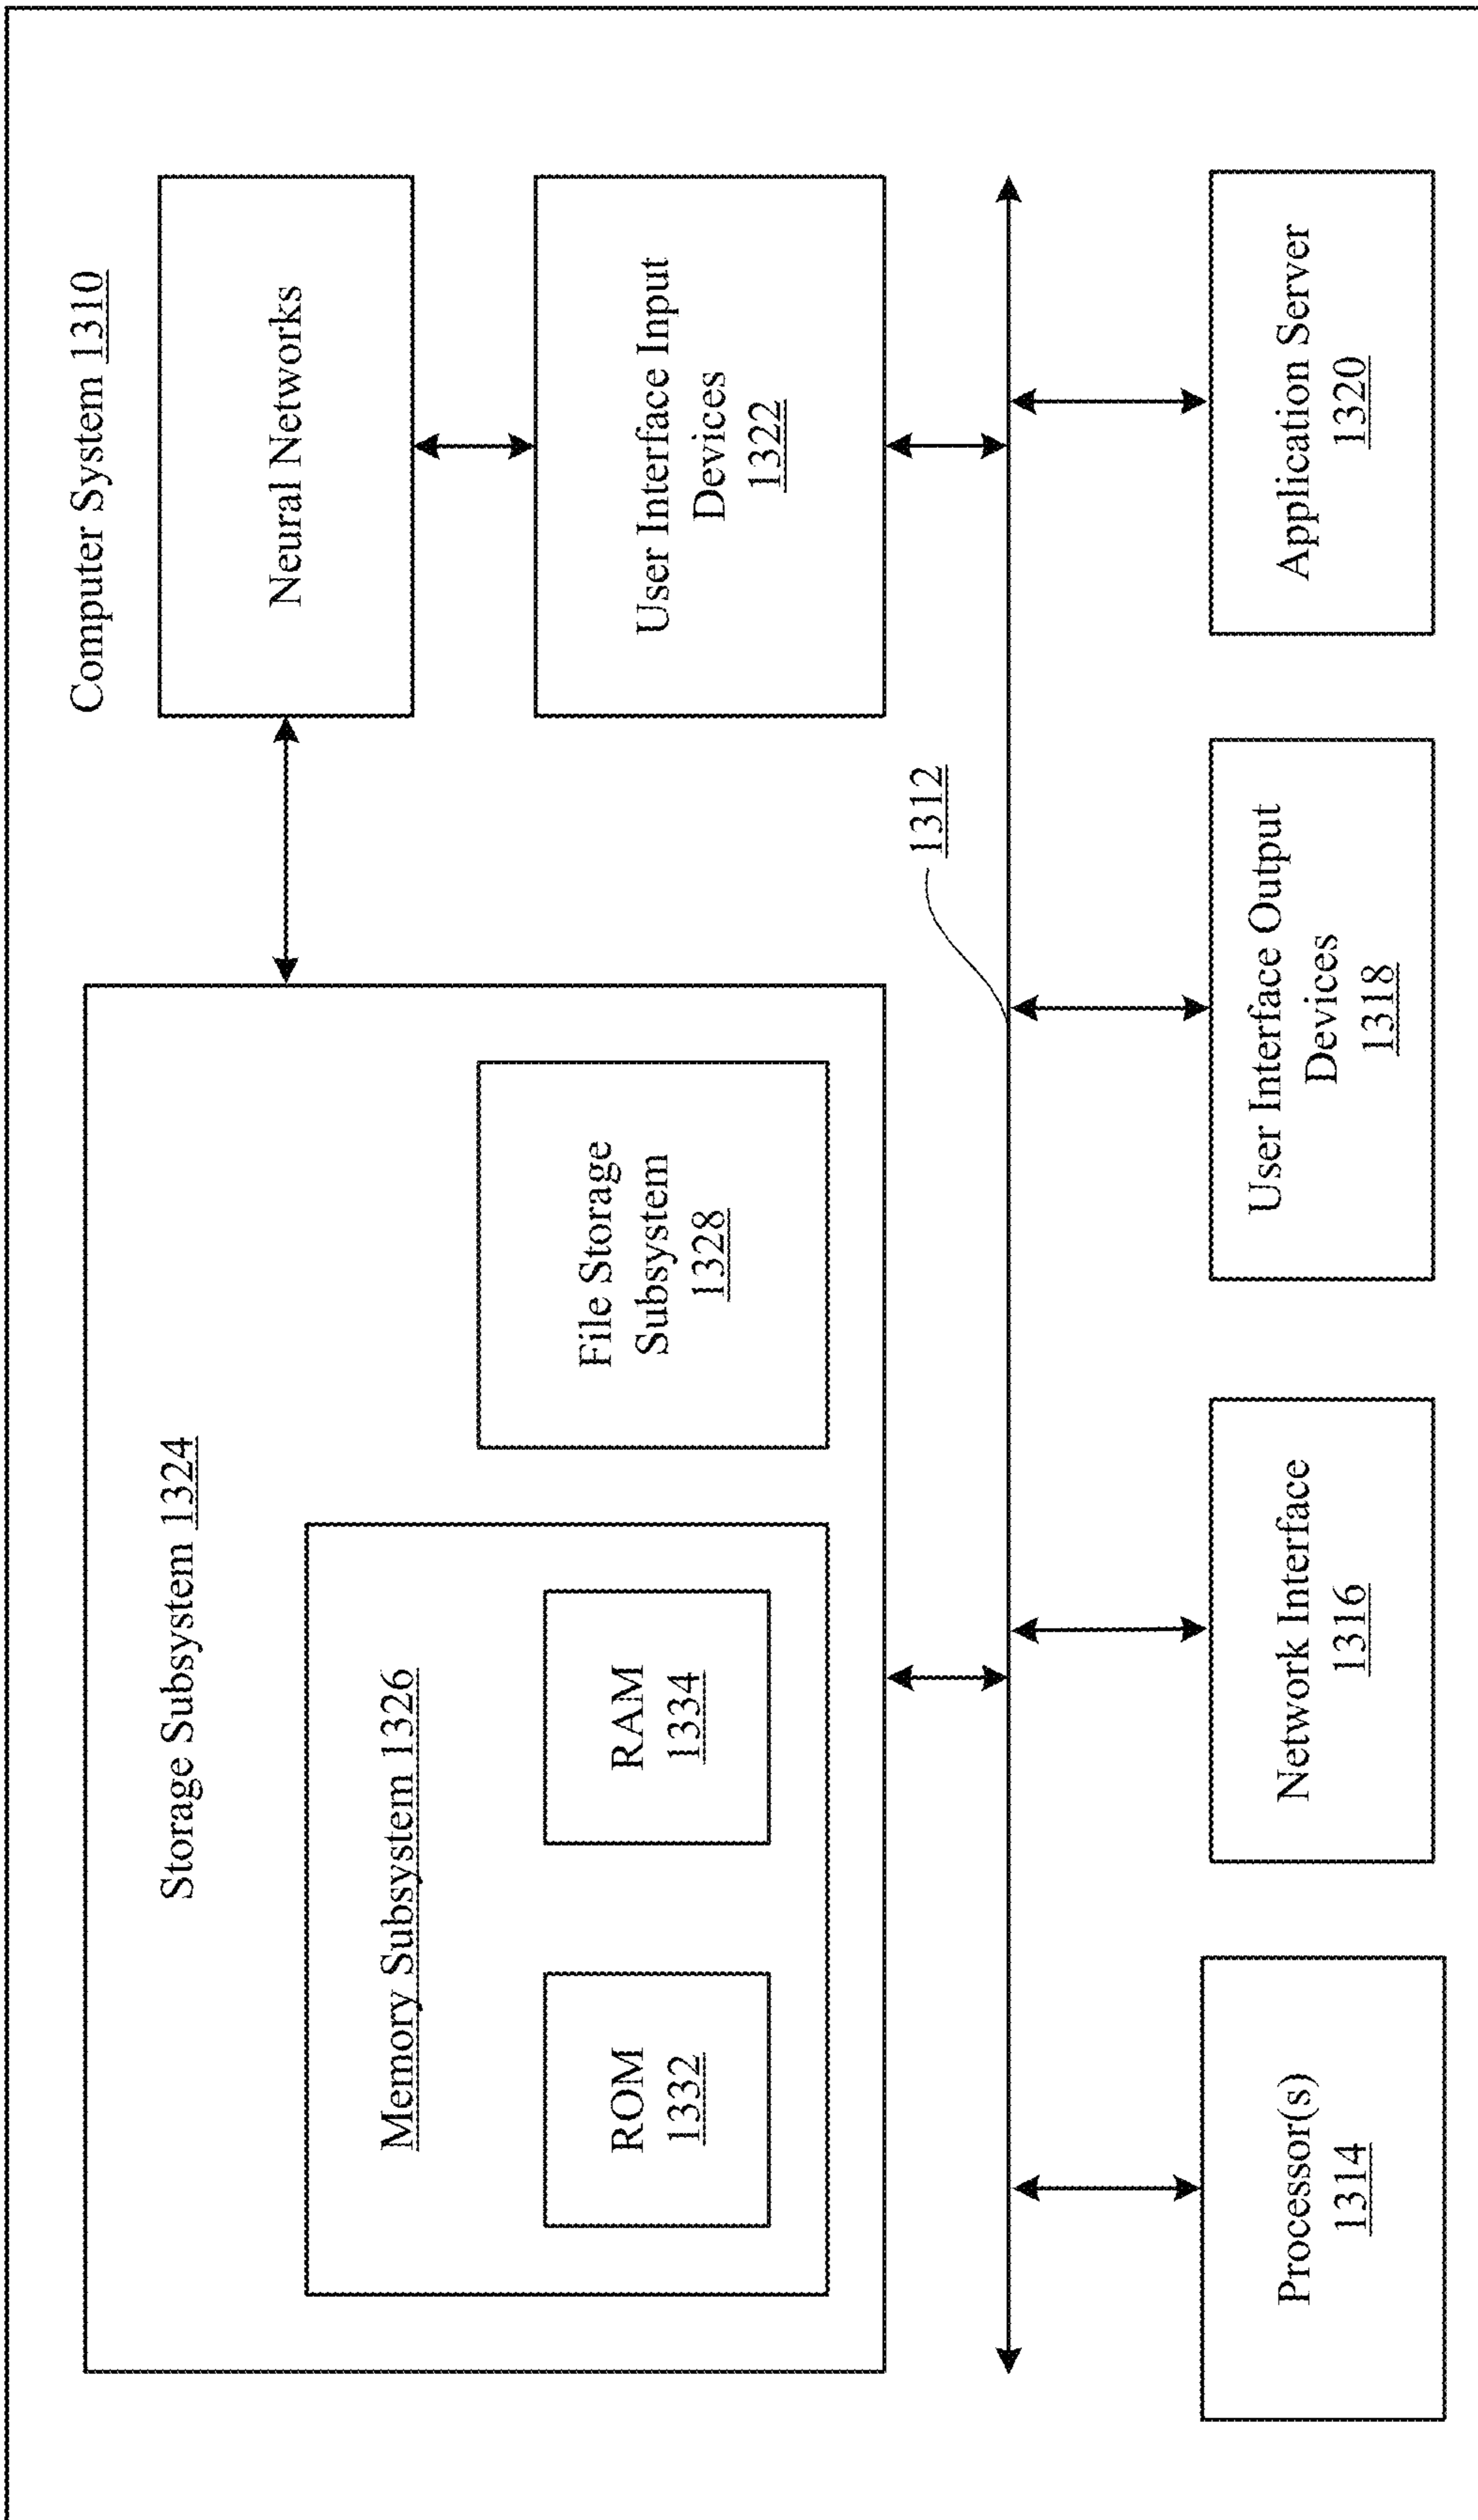 Computer System 1310
Storage Subsystem 1324
Memory Subsystem 1326
ROM
1332
RAM
1334
File Storage
Subsystem
1328
Neural Networks
User Interface Input
Devices
1322
1312
Processor(s)
1314
Network Interface
1316
User Interface Output
Devices
1318
Application Server
1320